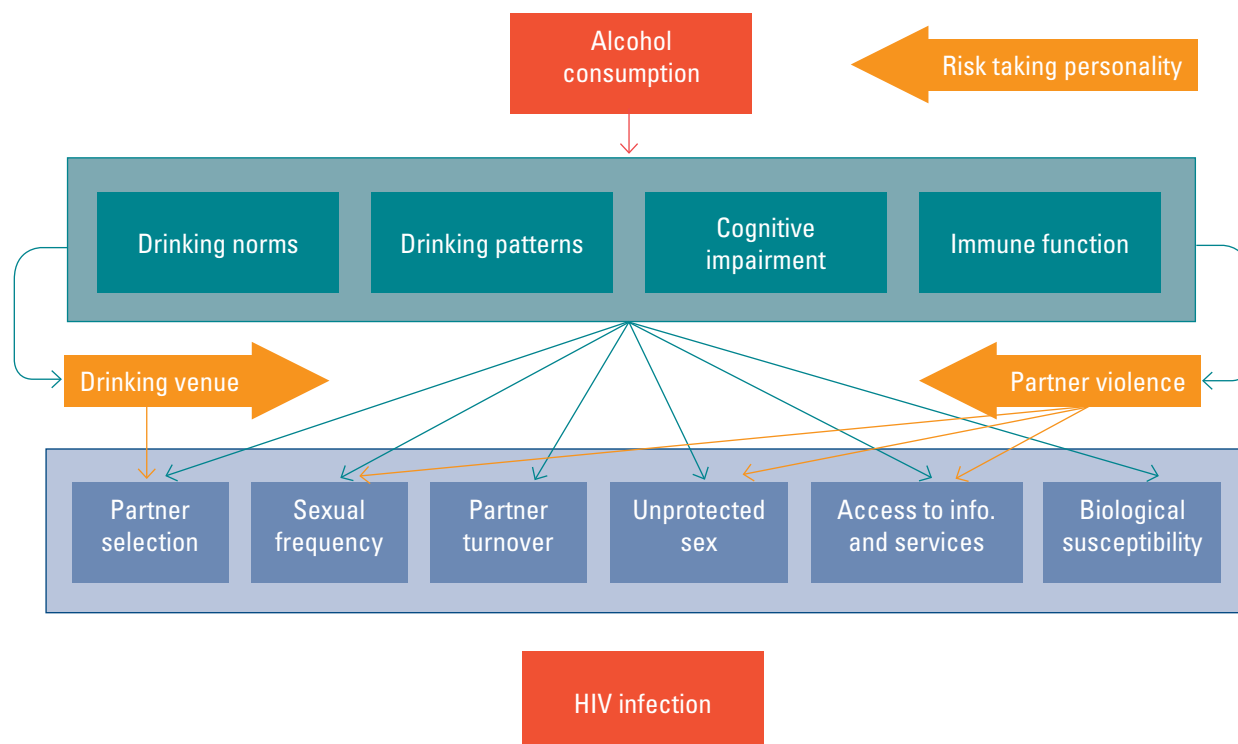 Alcohol
consumption
Risk taking personality
Drinking norms
Drinking patterns
Cognitive
impairment
Immune function
Drinking venue
Partner violence
Partner
selection
Sexual
frequency
Partner
turnover
Unprotected
sex
Access to info.
and services
Biological
susceptibility
HIV infection